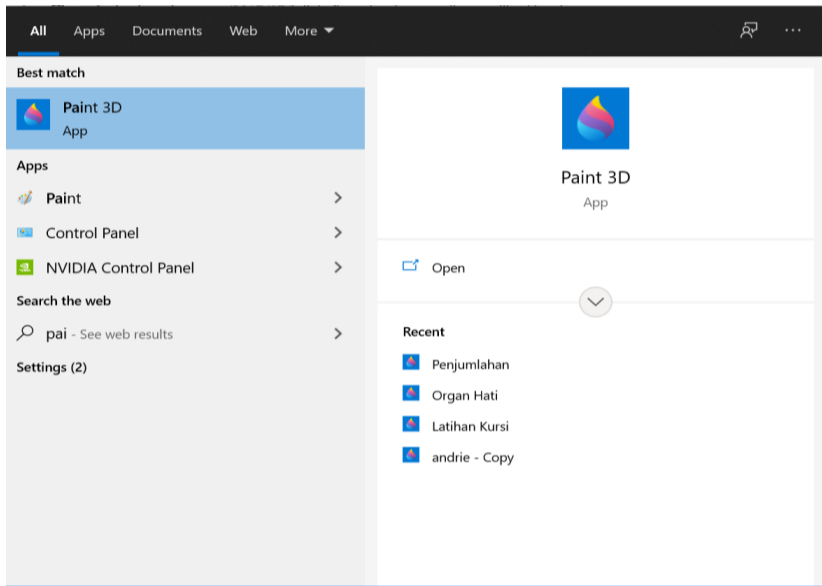 All Apps Documents Web More
Best match
Paint 3D
App
Apps
Paint
Control Panel
NVIDIA Control Panel
Search the web
pai - See web results
Settings (2)
Paint 3D
App
Open
Recent
Penjumlahan
Organ Hati
Latihan Kursi
andrie - Copy